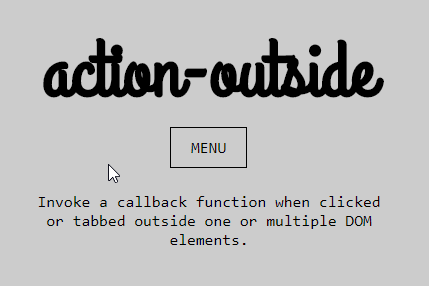 action-outside
MENU
Invoke a callback function when clicked
or tabbed outside one or multiple DOM
elements.